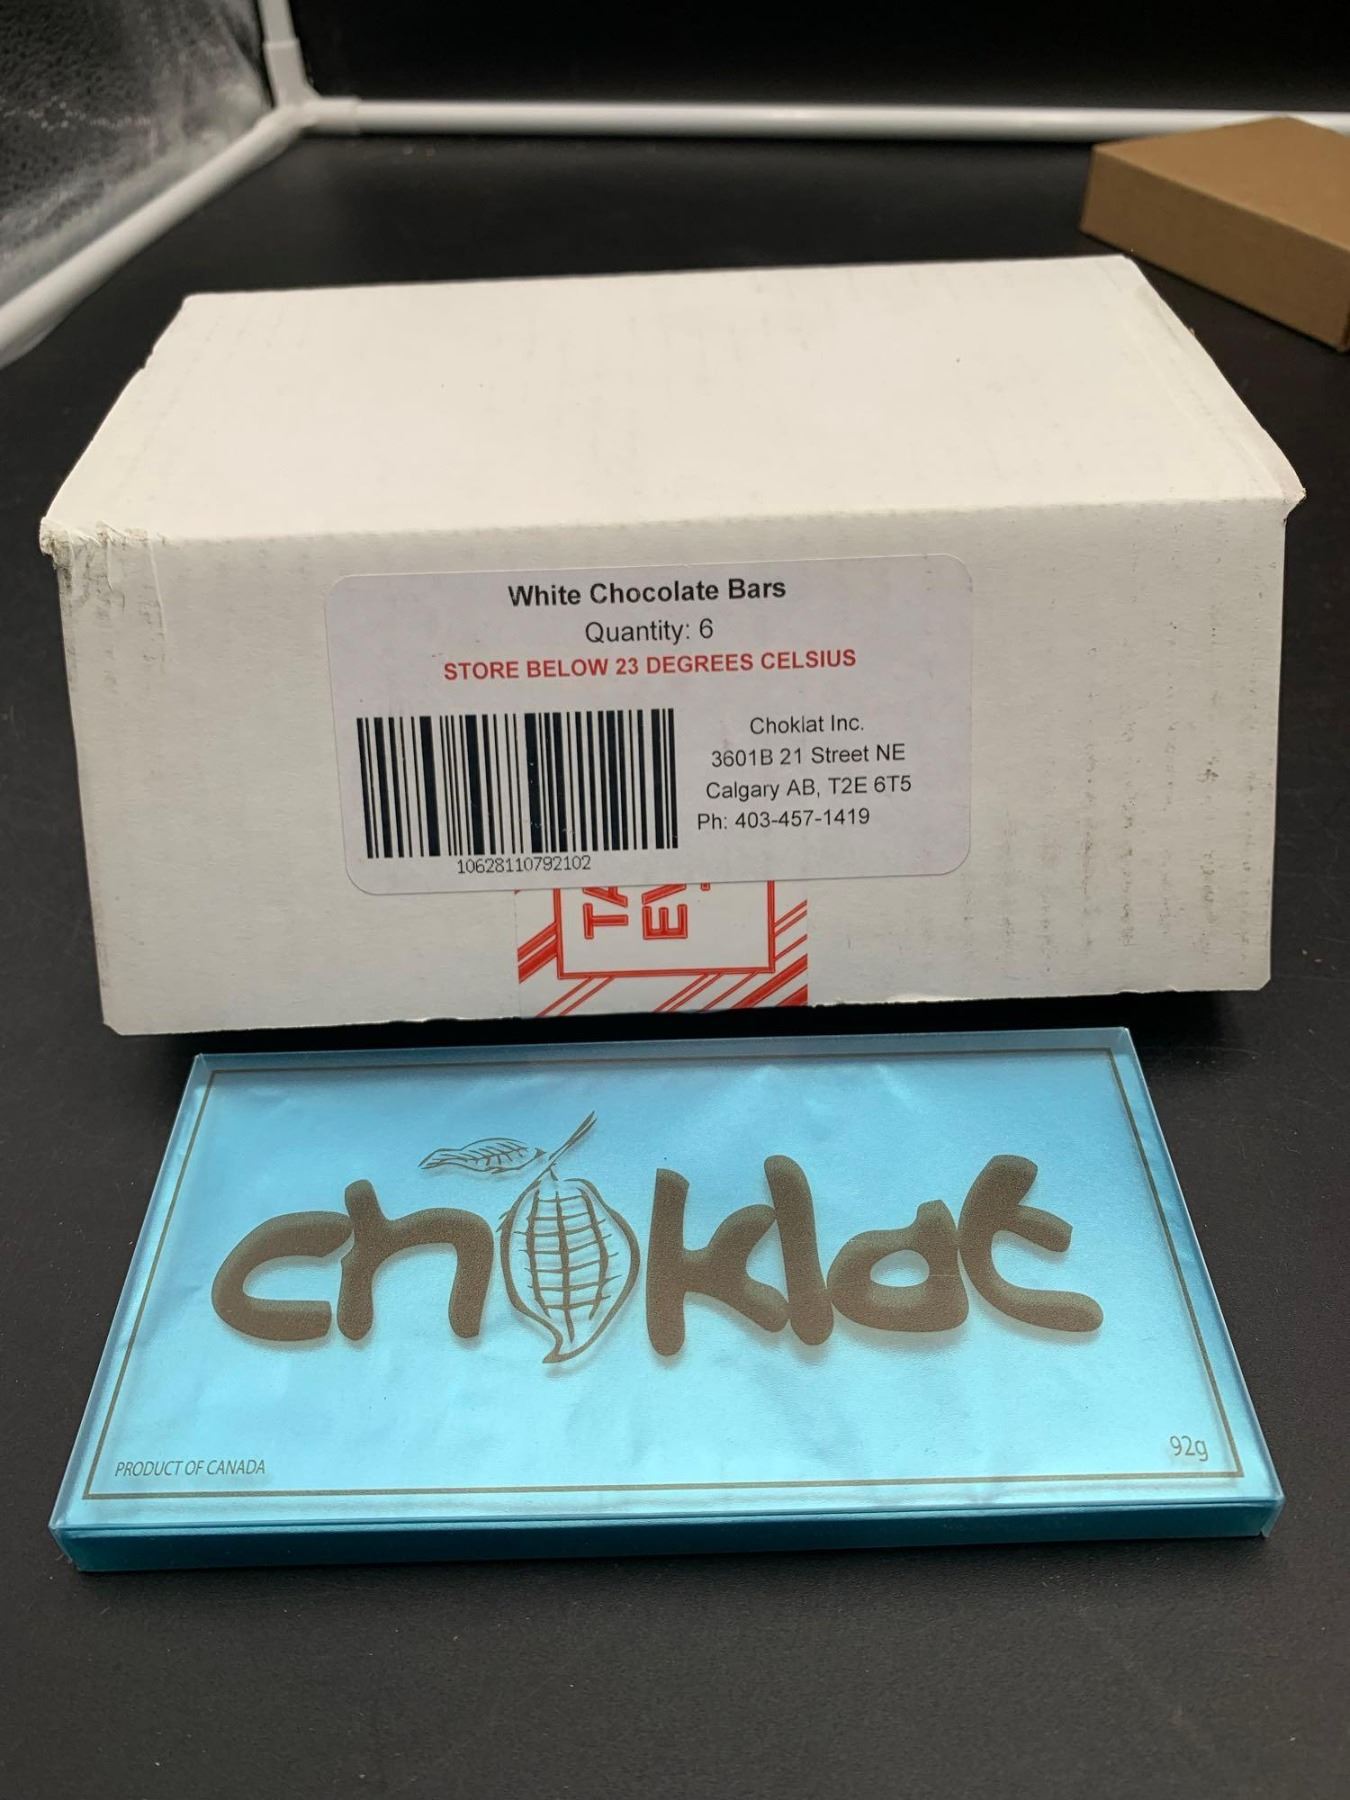 White Chocolate Bars
Quantity: 6
STORE BELOW 23 DEGREES CELSIUS
Choklat Inc.
3601B 21 Street NE
Calgary AB, T2E 6T5
Ph: 403-457-1419
10628110792102
choklat
PRODUCT OF CANADA
92g